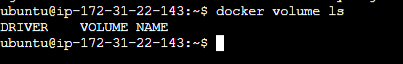 ubuntu@ip-172-31-22-143:~$ docker volume ls
DRIVER    VOLUME NAME
ubuntu@ip-172-31-22-143:~$